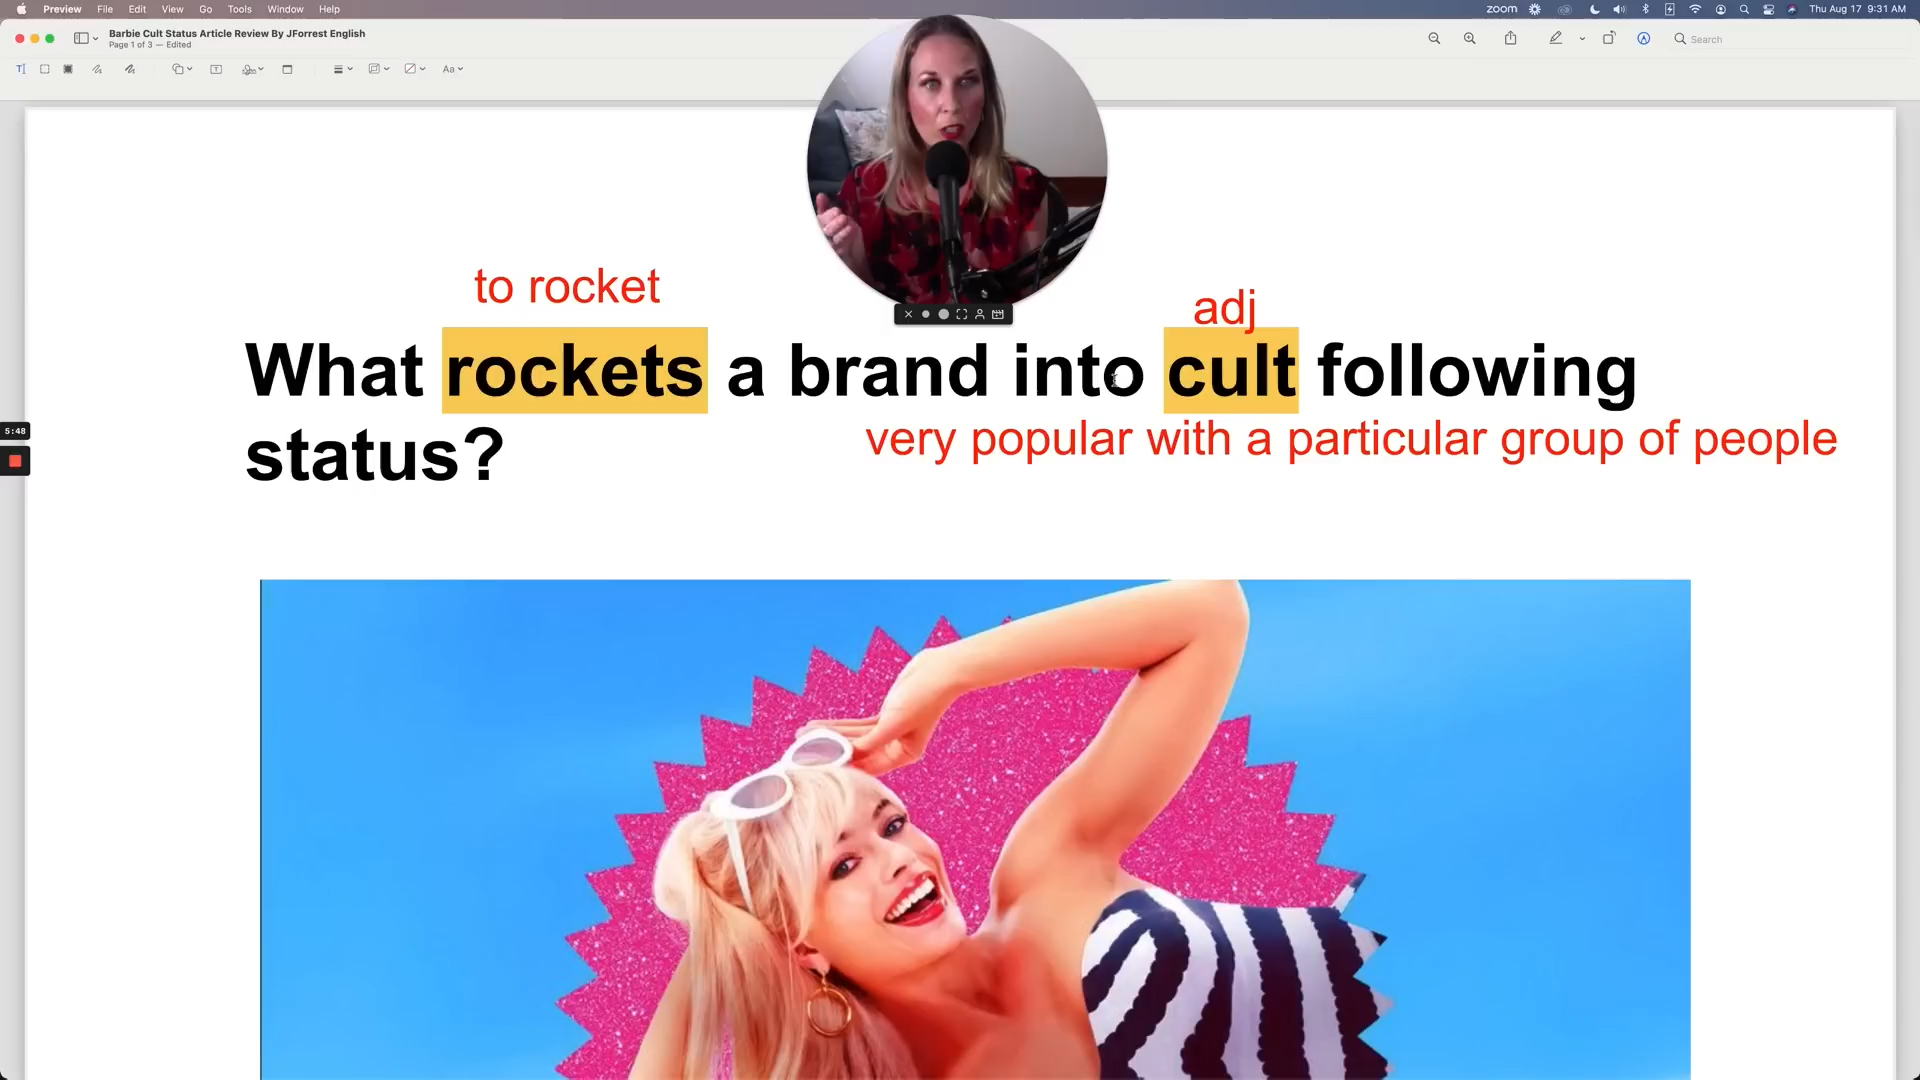 Preview File Edit View Go Tools Window Help
zoom
Thu Aug 17 9:31 AM
Barbie Cult Status Article Review By JForrest English
Page 1 of 3 — Edited
Search
Aa
to rocket
adj
What rockets a brand into cult following
very popular with a particular group of people
status?
5:48